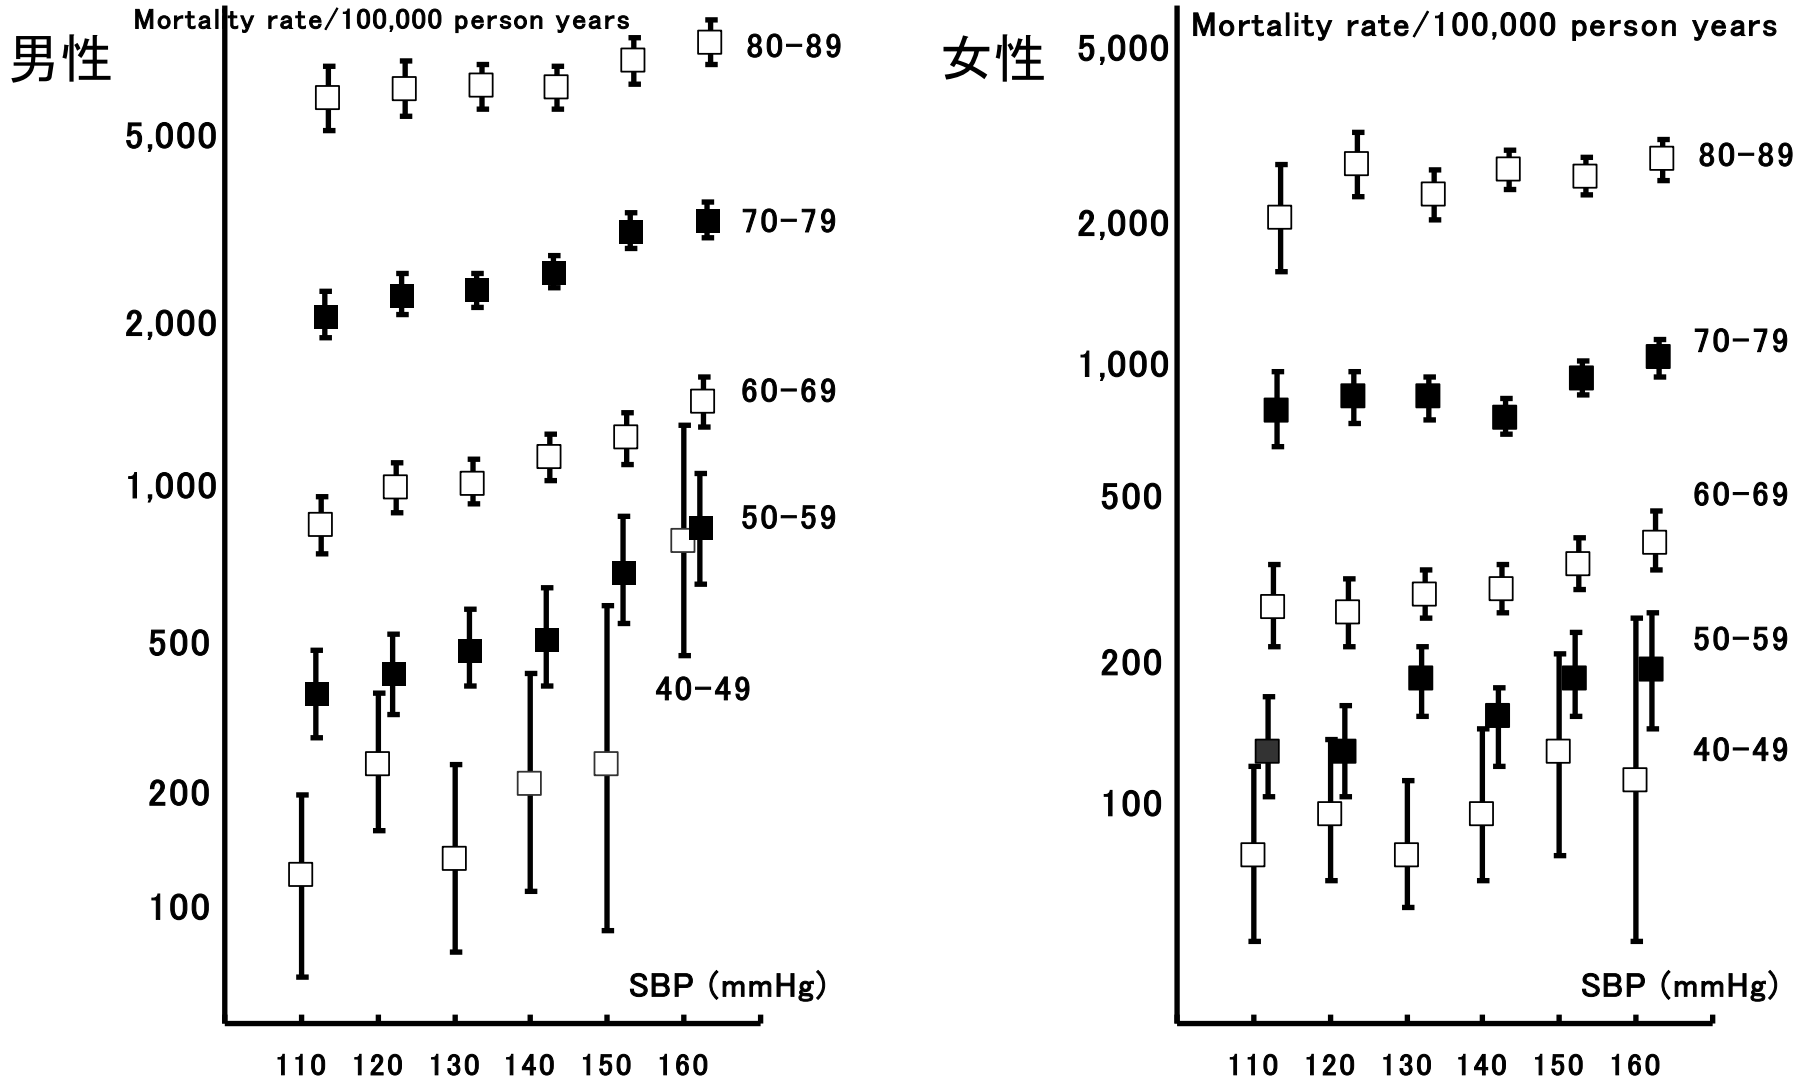 男性
Mortality rate/100,000 person years
80-89
5,000
70-79
2,000
60-69
1,000
50-59
500
40-49
200
100
SBP (mmHg)
110 120 130 140 150 160
女性
Mortality rate/100,000 person years
5,000
80-89
2,000
70-79
1,000
60-69
500
50-59
200
40-49
100
SBP (mmHg)
110 120 130 140 150 160